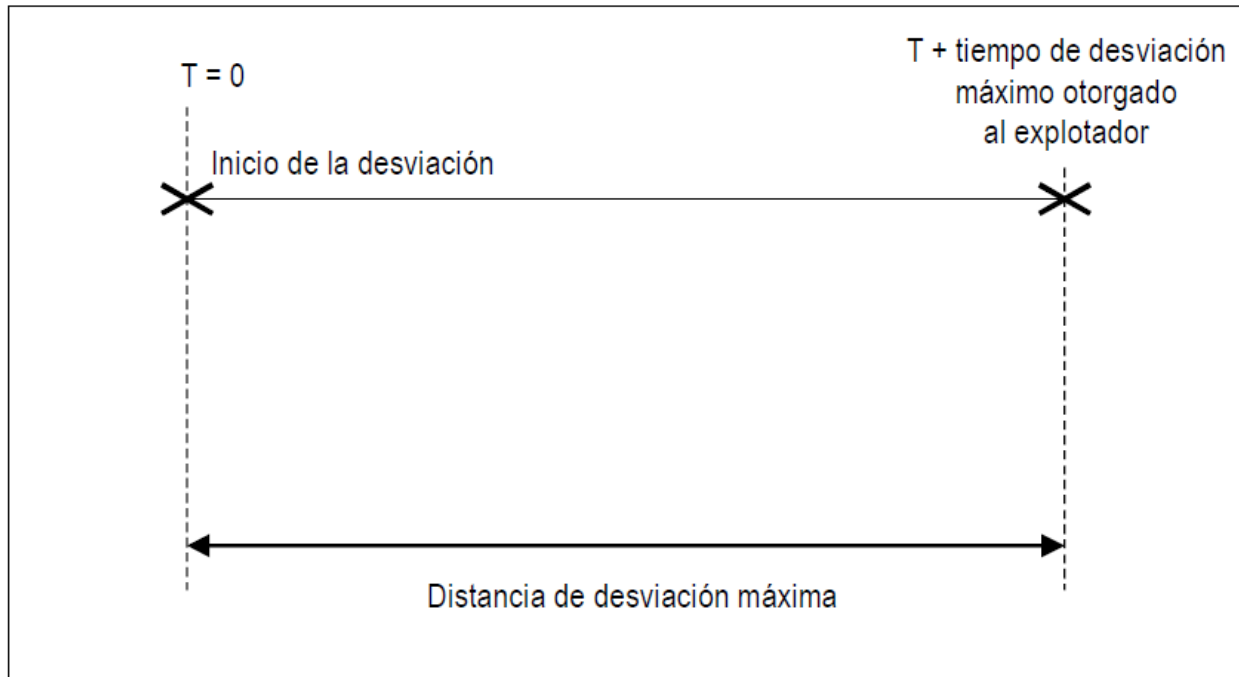 T = 0
T + tiempo de desviación
máximo otorgado
al explotador
Inicio de la desviación
Distancia de desviación máxima